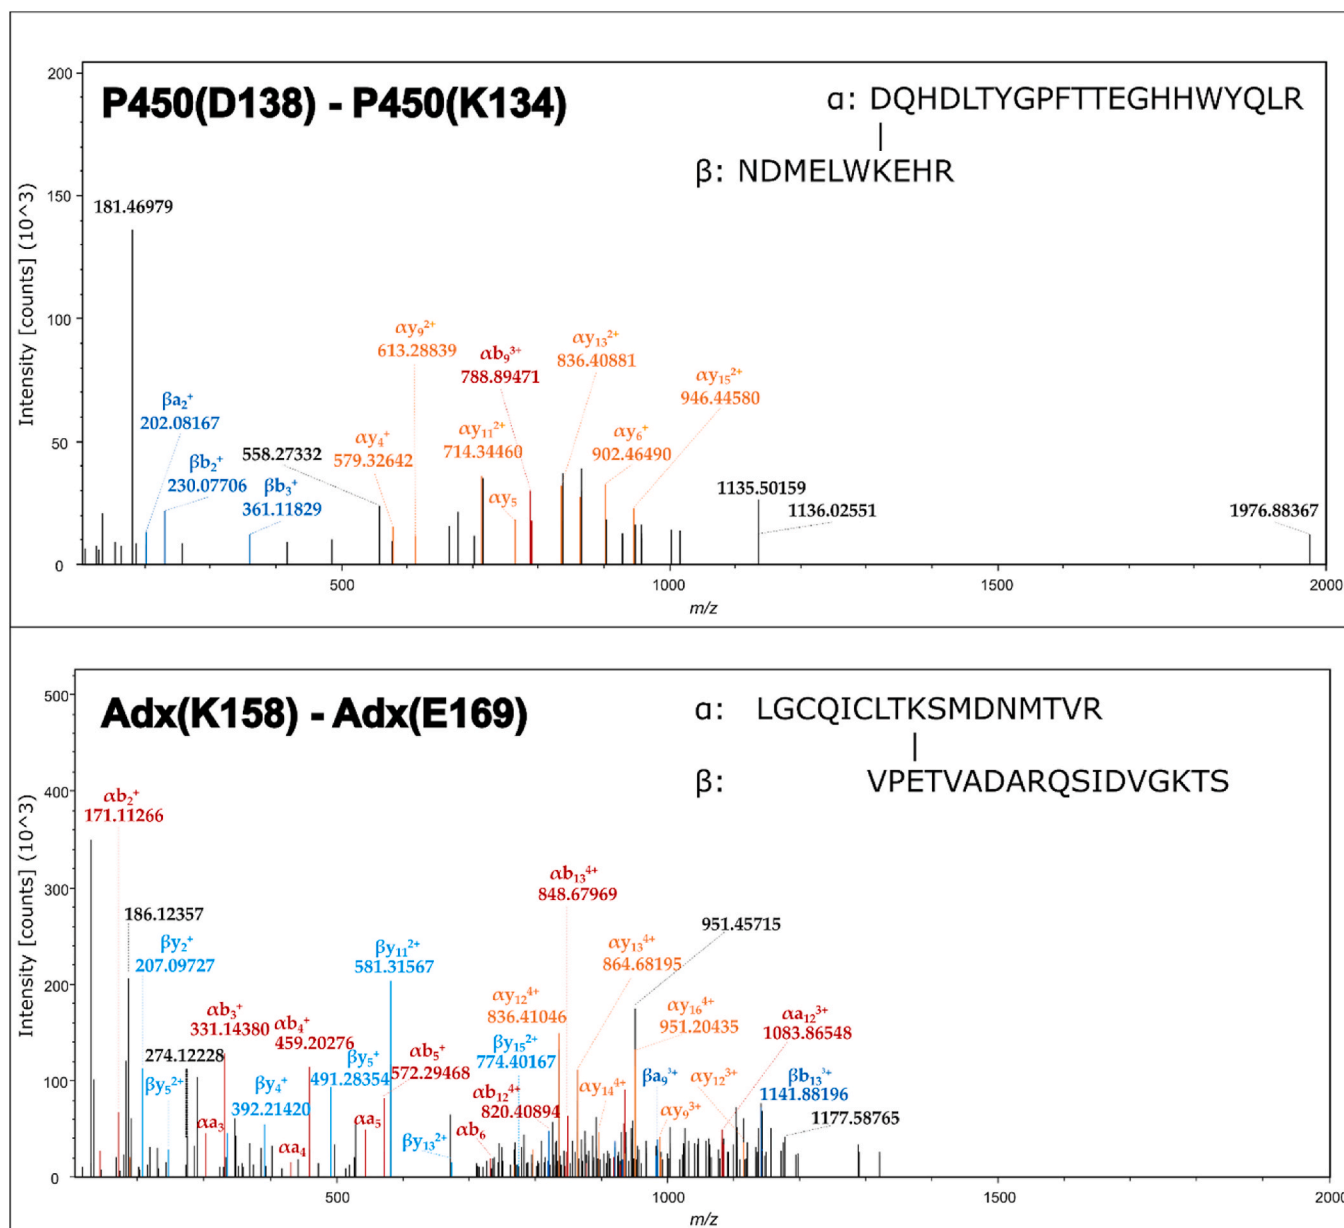 P450(D138) - P450(K134)
α: DQHDLTYGPFTTEGHHWYQLR
|
β: NDMELWKEHR
Intensity [counts] (10^3)
200
150
100
50
0
181.46979
βa₂⁺
202.08167
βb₂⁺
230.07706
βb₃⁺
361.11829
558.27332
αy₄⁺
579.32642
αy₉²⁺
613.28839
αy₁₁²⁺
714.34460
αy₅
αb₉³⁺
788.89471
αy₁₃²⁺
836.40881
αy₆⁺
902.46490
αy₁₅²⁺
946.44580
1135.50159
1136.02551
1976.88367
500
1000
1500
2000
m/z
Adx(K158) - Adx(E169)
α: LGCQICLTKSMDNMTVR
|
β: VPETVADARQSIDVGKTS
Intensity [counts] (10^3)
500
400
300
200
100
0
αb₂⁺
171.11266
186.12357
βy₂⁺
207.09727
βy₅²⁺
274.12228
αa₃
αb₃⁺
331.14380
βy₄⁺
392.21420
αa₄
αb₄⁺
459.20276
βy₅⁺
491.28354
αa₅
αb₅⁺
572.29468
βy₁₁²⁺
581.31567
βy₁₃²⁺
αb₆
βy₁₅²⁺
774.40167
αb₁₂⁴⁺
820.40894
αy₁₂⁴⁺
836.41046
αb₁₃⁴⁺
848.67969
αy₁₃⁴⁺
864.68195
αy₁₄⁴⁺
951.45715
αy₁₆⁴⁺
951.20435
βa₉³⁺
αy₉³⁺
αa₁₂³⁺
1083.86548
αy₁₂³⁺
βb₁₃³⁺
1141.88196
1177.58765
500
1000
1500
2000
m/z